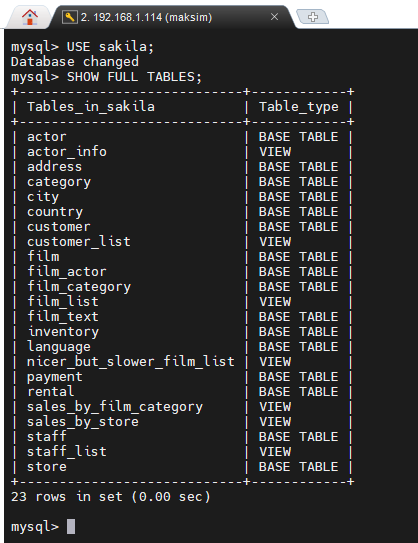 2. 192.168.1.114 (maksim)
mysql> USE sakila;
Database changed
mysql> SHOW FULL TABLES;
+----------------------------+------------+
| Tables_in_sakila           | Table_type |
+----------------------------+------------+
| actor                      | BASE TABLE |
| actor_info                 | VIEW       |
| address                    | BASE TABLE |
| category                   | BASE TABLE |
| city                       | BASE TABLE |
| country                    | BASE TABLE |
| customer                   | BASE TABLE |
| customer_list              | VIEW       |
| film                       | BASE TABLE |
| film_actor                 | BASE TABLE |
| film_category              | BASE TABLE |
| film_list                  | VIEW       |
| film_text                  | BASE TABLE |
| inventory                  | BASE TABLE |
| language                   | BASE TABLE |
| nicer_but_slower_film_list | VIEW       |
| payment                    | BASE TABLE |
| rental                     | BASE TABLE |
| sales_by_film_category     | VIEW       |
| sales_by_store             | VIEW       |
| staff                      | BASE TABLE |
| staff_list                 | VIEW       |
| store                      | BASE TABLE |
+----------------------------+------------+
23 rows in set (0.00 sec)
mysql>